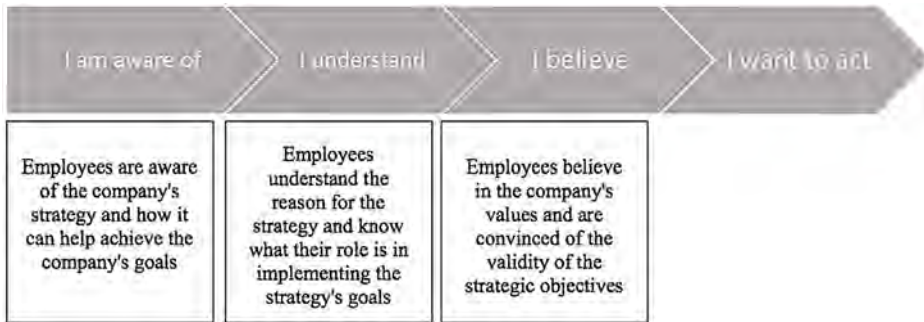 I am aware of
I understand
I believe
I want to act
Employees are aware
of the company's
strategy and how it
can help achieve the
company's goals
Employees
understand the
reason for the
strategy and know
what their role is in
implementing the
strategy's goals
Employees believe
in the company's
values and are
convinced of the
validity of the
strategic objectives